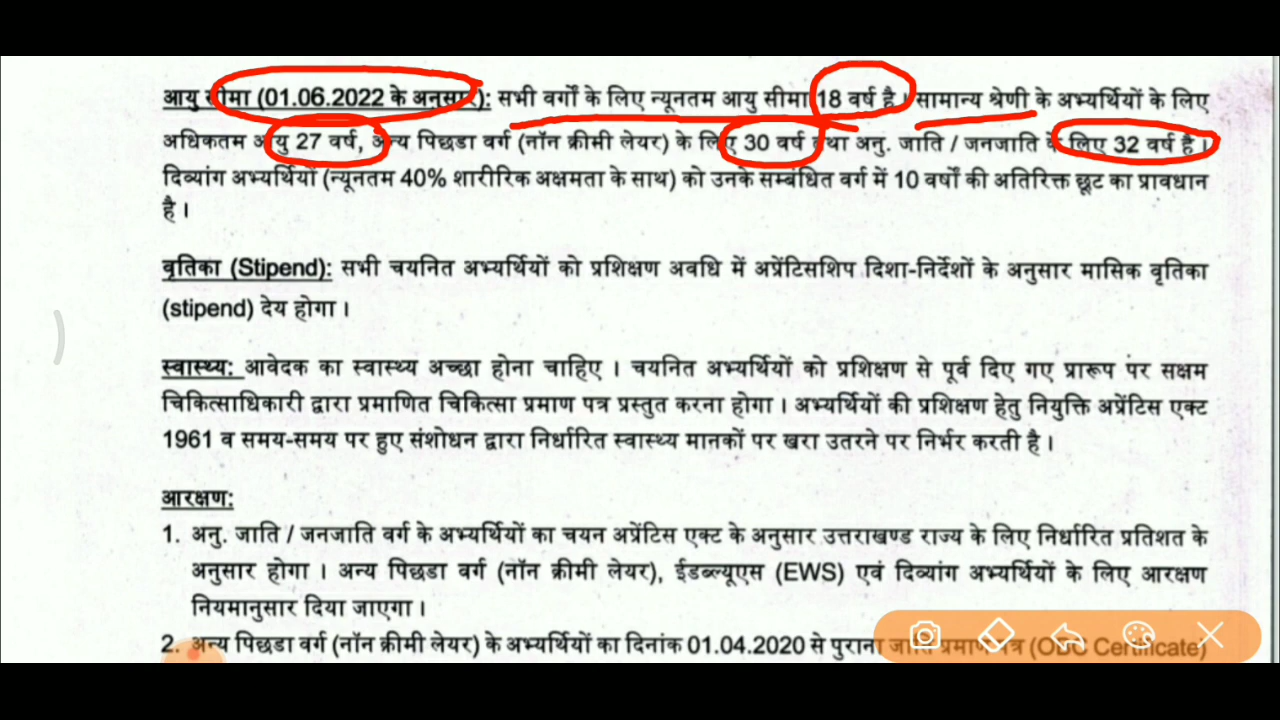 आयु सीमा (01.06.2022 के अनुसार): सभी वर्गों के लिए न्यूनतम आयु सीमा 18 वर्ष है। सामान्य श्रेणी के अभ्यर्थियों के लिए
अधिकतम आयु 27 वर्ष, अन्य पिछडा वर्ग (नॉन क्रीमी लेयर) के लिए 30 वर्ष तथा अनु. जाति / जनजाति के लिए 32 वर्ष है।
दिव्यांग अभ्यर्थियों (न्यूनतम 40% शारीरिक अक्षमता के साथ) को उनके सम्बंधित वर्ग में 10 वर्षों की अतिरिक्त छूट का प्रावधान
है।
वृतिका (Stipend): सभी चयनित अभ्यर्थियों को प्रशिक्षण अवधि में अप्रेंटिसशिप दिशा-निर्देशों के अनुसार मासिक वृतिका
(stipend) देय होगा।
स्वास्थ्य: आवेदक का स्वास्थ्य अच्छा होना चाहिए। चयनित अभ्यर्थियों को प्रशिक्षण से पूर्व दिए गए प्रारूप पर सक्षम
चिकित्साधिकारी द्वारा प्रमाणित चिकित्सा प्रमाण पत्र प्रस्तुत करना होगा। अभ्यर्थियों की प्रशिक्षण हेतु नियुक्ति अप्रेंटिस एक्ट
1961 व समय-समय पर हुए संशोधन द्वारा निर्धारित स्वास्थ्य मानकों पर खरा उतरने पर निर्भर करती है।
आरक्षण:
1. अनु. जाति / जनजाति वर्ग के अभ्यर्थियों का चयन अप्रेंटिस एक्ट के अनुसार उत्तराखण्ड राज्य के लिए निर्धारित प्रतिशत के
अनुसार होगा। अन्य पिछडा वर्ग (नॉन क्रीमी लेयर), ईडब्ल्यूएस (EWS) एवं दिव्यांग अभ्यर्थियों के लिए आरक्षण
नियमानुसार दिया जाएगा।
2. अन्य पिछडा वर्ग (नॉन क्रीमी लेयर) के अभ्यर्थियों का दिनांक 01.04.2020 से पुराना जाति प्रमाण पत्र (OBC Certificate)